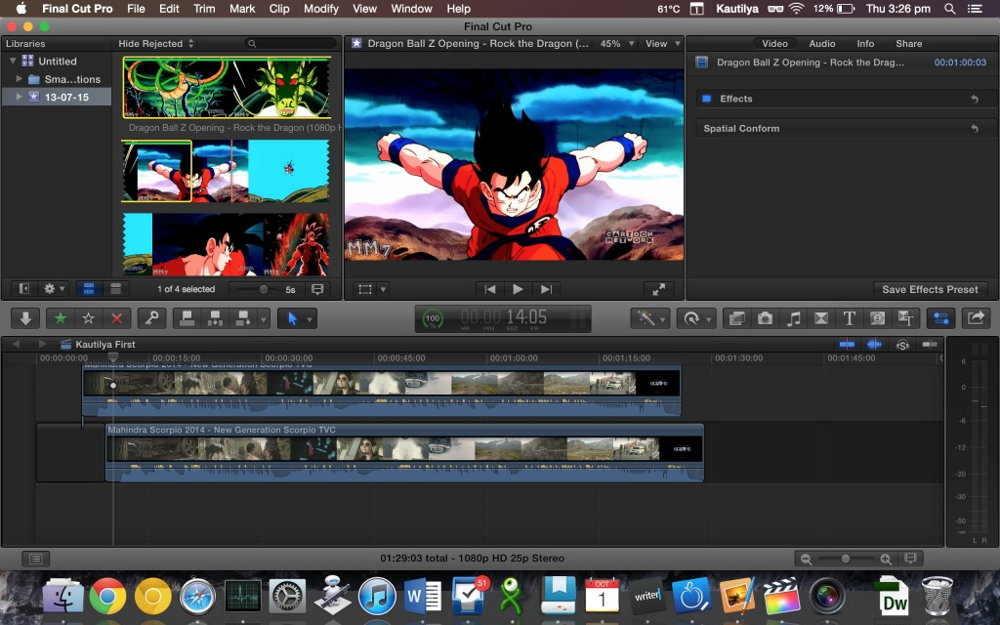 Final Cut Pro File Edit Trim Mark Clip Modify View Window Help 61°C Kautilya 12% Thu 3:26 pm
Final Cut Pro
Libraries Hide Rejected Dragon Ball Z Opening - Rock the Dragon (... 45% View Video Audio Info Share
Untitled
Sma...tions
13-07-15
Dragon Ball Z Opening - Rock the Drag... 00:01:00:03
Effects
Spatial Conform
Dragon Ball Z Opening - Rock the Dragon (1080p H
CARTOON
NETWORK
MM7
1 of 4 selected 5s Save Effects Preset
100
% 00:00:14:05
HR MIN SEC FR
T
Kautilya First
00:00:00:00 00:00:15:00 00:00:30:00 00:00:45:00 00:01:00:00 00:01:15:00 00:01:30:00 00:01:45:00
Mahindra Scorpio 2014 - New Generation Scorpio TVC
Mahindra Scorpio 2014 - New Generation Scorpio TVC
6
0
-6
-12
-20
-30
-50
-∞
L R
01:29:03 total - 1080p HD 25p Stereo
51
OCT
1
writer
Dw